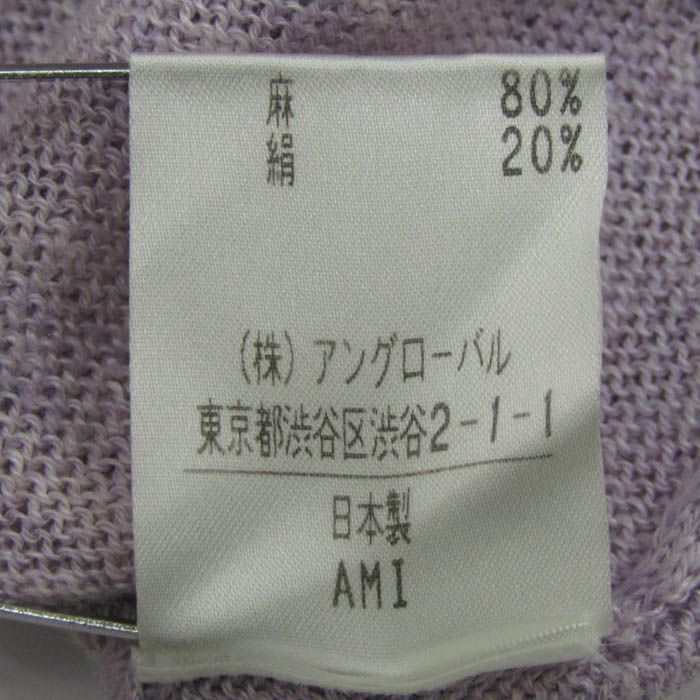 麻 80%
絹 20%
(株)アングローバル
東京都渋谷区渋谷2-1-1
日本製
AMI